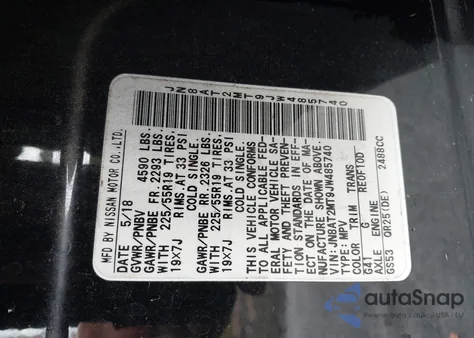 JN8AT2MT9JW485740
MFD BY NISSAN MOTOR CO.,LTD.
DATE: 5/18
GVWR/PNBV 4590 LBS.
GAWR/PNBE FR. 2293 LBS.
WITH 225/55R19 TIRES,
19X7J RIMS, AT 33 PSI
COLD SINGLE.
GAWR/PNBE RR. 2326 LBS.
WITH 225/55R19 TIRES,
19X7J RIMS, AT 33 PSI
COLD SINGLE.
THIS VEHICLE CONFORMS
TO ALL APPLICABLE FED-
ERAL MOTOR VEHICLE SA-
FETY AND THEFT PREVEN-
TION STANDARDS IN EFF-
ECT ON THE DATE OF MA-
NUFACTURE SHOWN ABOVE.
VIN:JN8AT2MT9JW485740
TYPE: MPV
COLOR TRIM TRANS
G41 G
AXLE ENGINE
GS53 QR25(DE) 2488CC
autoSnap